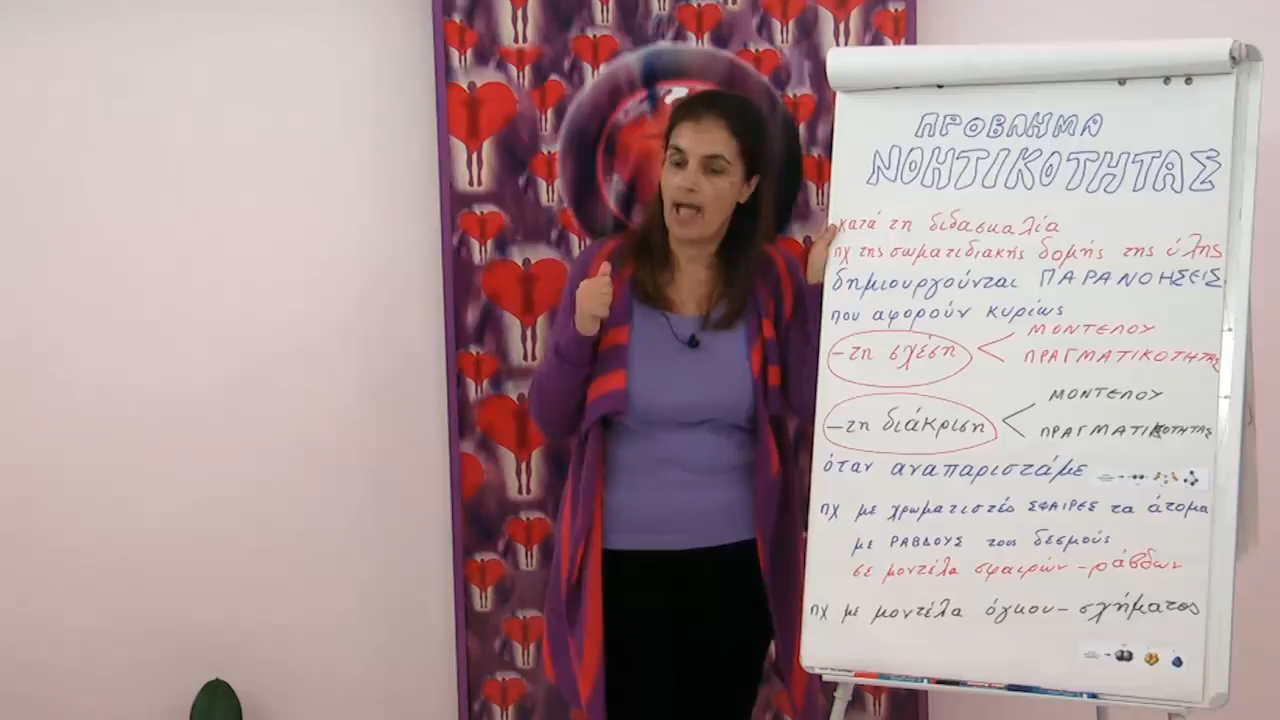 ΠΡΟΒΛΗΜΑ
ΝΟΗΤΙΚΟΤΗΤΑΣ
κατά τη διδασκαλία
πχ της σωματιδιακής δομής της ύλης
δημιουργούνται ΠΑΡΑΝΟΗΣΕΙΣ
που αφορούν κυρίως
-τη σχέση < ΜΟΝΤΕΛΟΥ
ΠΡΑΓΜΑΤΙΚΟΤΗΤΑΣ
-τη διάκριση < ΜΟΝΤΕΛΟΥ
ΠΡΑΓΜΑΤΙΚΟΤΗΤΑΣ
όταν αναπαριστάμε
πχ με χρωματιστές ΣΦΑΙΡΕΣ τα άτομα
με ΡΑΒΔΟΥΣ τους δεσμούς
σε μοντέλα σφαιρών-ράβδων
πχ με μοντέλα όγκου-σχήματος